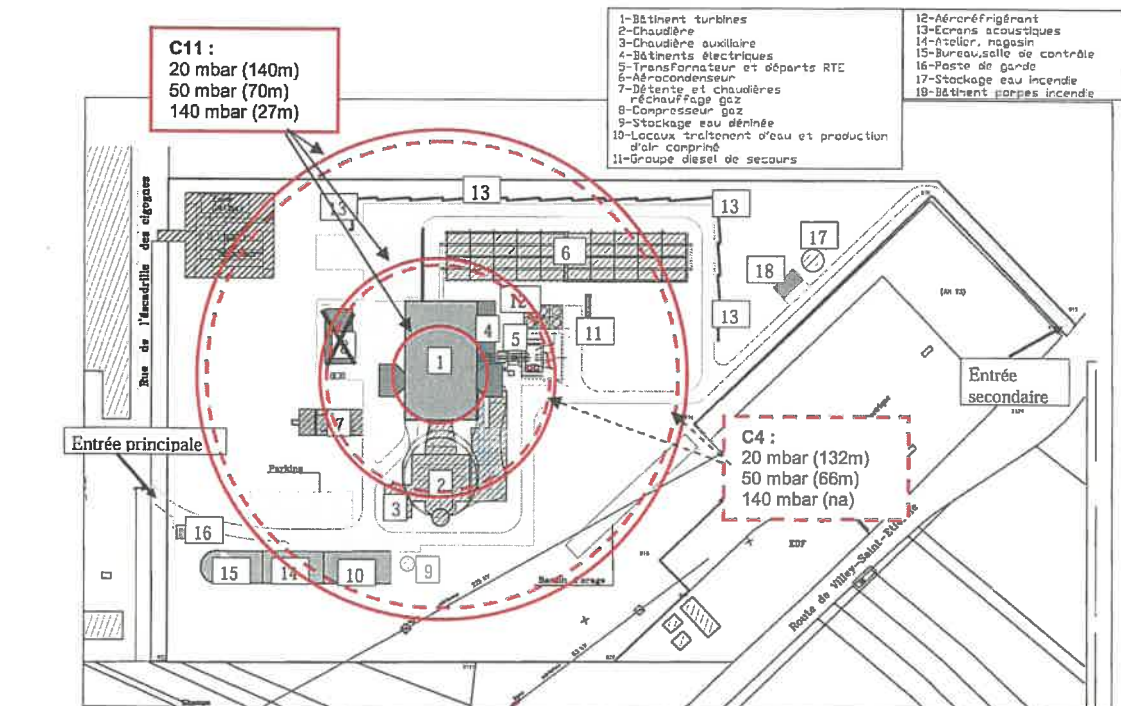 1-Bâtiment turbines
2-Chaudière
3-Chaudière auxiliaire
4-Bâtiments électriques
5-Transformateur et départs RTE
6-Aérocondenseur
7-Détente et chaudières
réchauffage gaz
8-Compresseur gaz
9-Stockage eau déminée
10-Locaux traitement d'eau et production
d'air comprimé
11-Groupe diesel de secours
12-Aéroréfrigérant
13-Ecrans acoustiques
14-Atelier, magasin
15-Bureau,salle de contrôle
16-Poste de garde
17-Stockage eau incendie
18-Bâtiment pompes incendie
C11 :
20 mbar (140m)
50 mbar (70m)
140 mbar (27m)
13
13
13
17
18
6
12
4
5
11
13
1
Rue de l'escadrille des cigognes
Entrée
secondaire
7
Entrée principale
C4 :
20 mbar (132m)
50 mbar (66m)
140 mbar (na)
Parking
2
3
16
15
14
10
9
EDF
Route de Villey-Saint-Etienne
225 KV
63 KV